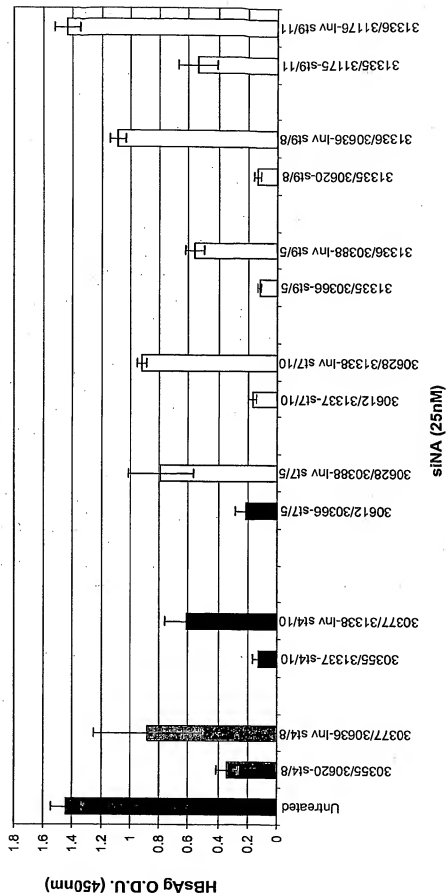 HBsAg O.D.U. (450nm)
1.8
1.6
1.4
1.2
1
0.8
0.6
0.4
0.2
0
Untreated
30355/30620-st4/8
30377/30636-Inv st4/8
30355/31337-st4/10
30377/31338-Inv st4/10
30612/30366-st7/5
30628/30388-Inv st7/5
30612/31337-st7/10
30628/31338-Inv st7/10
31335/30366-st9/5
31336/30388-Inv st9/5
31335/30620-st9/8
31336/30636-Inv st9/8
31335/31175-st9/11
31336/31176-Inv st9/11
siNA (25nM)